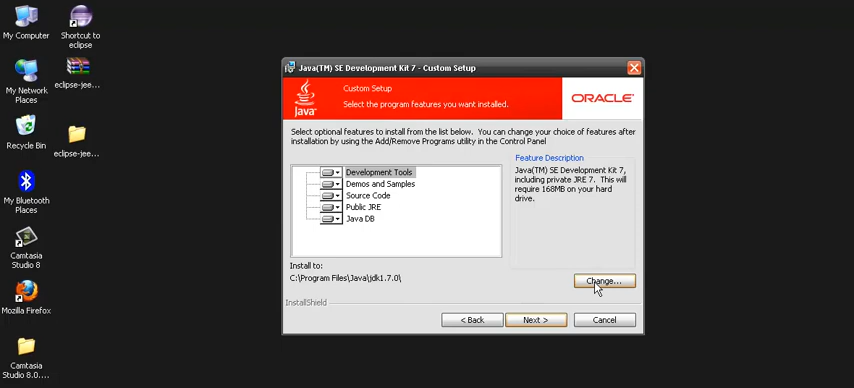 My Computer
Shortcut to
eclipse
My Network
Places
eclipse-jee...
Recycle Bin
eclipse-jee...
My Bluetooth
Places
Camtasia
Studio 8
Mozilla Firefox
Camtasia
Studio 8.0....
Java(TM) SE Development Kit 7 - Custom Setup
Java
Custom Setup
Select the program features you want installed.
ORACLE
Select optional features to install from the list below. You can change your choice of features after
installation by using the Add/Remove Programs utility in the Control Panel
Development Tools
Demos and Samples
Source Code
Public JRE
Java DB
Feature Description
Java(TM) SE Development Kit 7,
including private JRE 7. This will
require 168MB on your hard
drive.
Install to:
C:\Program Files\Java\jdk1.7.0\
Change...
InstallShield
< Back
Next >
Cancel